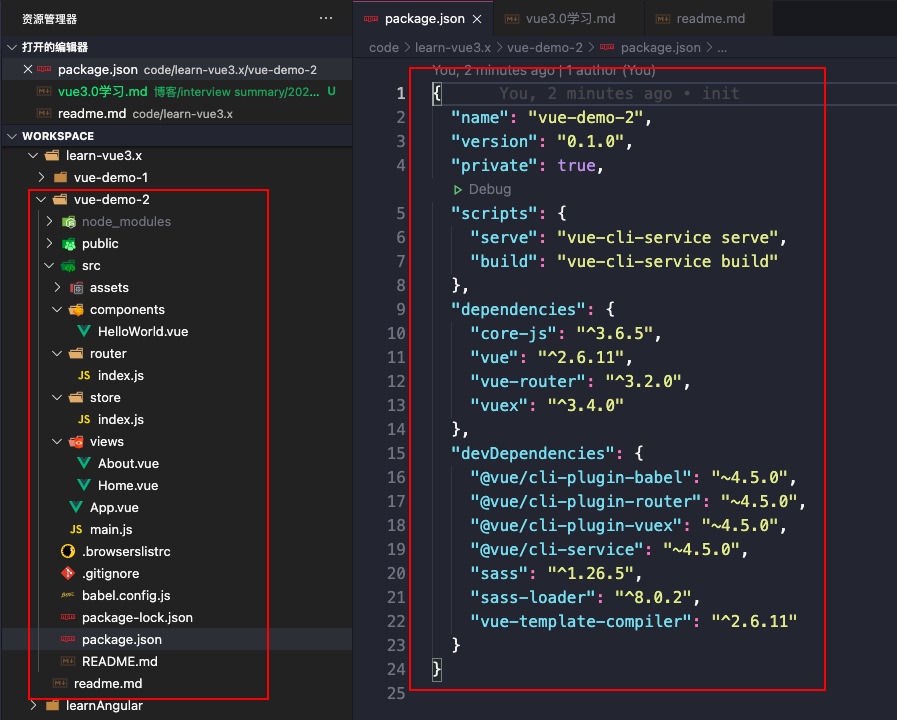 资源管理器
打开的编辑器
package.json code/learn-vue3.x/vue-demo-2
vue3.0学习.md 博客/interview summary/202... U
readme.md code/learn-vue3.x
WORKSPACE
learn-vue3.x
vue-demo-1
vue-demo-2
node_modules
public
src
assets
components
HelloWorld.vue
router
JS index.js
store
JS index.js
views
About.vue
Home.vue
App.vue
JS main.js
.browserslistrc
.gitignore
babel.config.js
package-lock.json
package.json
README.md
readme.md
learnAngular
package.json
vue3.0学习.md
readme.md
code > learn-vue3.x > vue-demo-2 > package.json > ...
You, 2 minutes ago | 1 author (You)
1 { You, 2 minutes ago • init
2 "name": "vue-demo-2",
3 "version": "0.1.0",
4 "private": true,
Debug
5 "scripts": {
6 "serve": "vue-cli-service serve",
7 "build": "vue-cli-service build"
8 },
9 "dependencies": {
10 "core-js": "^3.6.5",
11 "vue": "^2.6.11",
12 "vue-router": "^3.2.0",
13 "vuex": "^3.4.0"
14 },
15 "devDependencies": {
16 "@vue/cli-plugin-babel": "~4.5.0",
17 "@vue/cli-plugin-router": "~4.5.0",
18 "@vue/cli-plugin-vuex": "~4.5.0",
19 "@vue/cli-service": "~4.5.0",
20 "sass": "^1.26.5",
21 "sass-loader": "^8.0.2",
22 "vue-template-compiler": "^2.6.11"
23 }
24 }
25